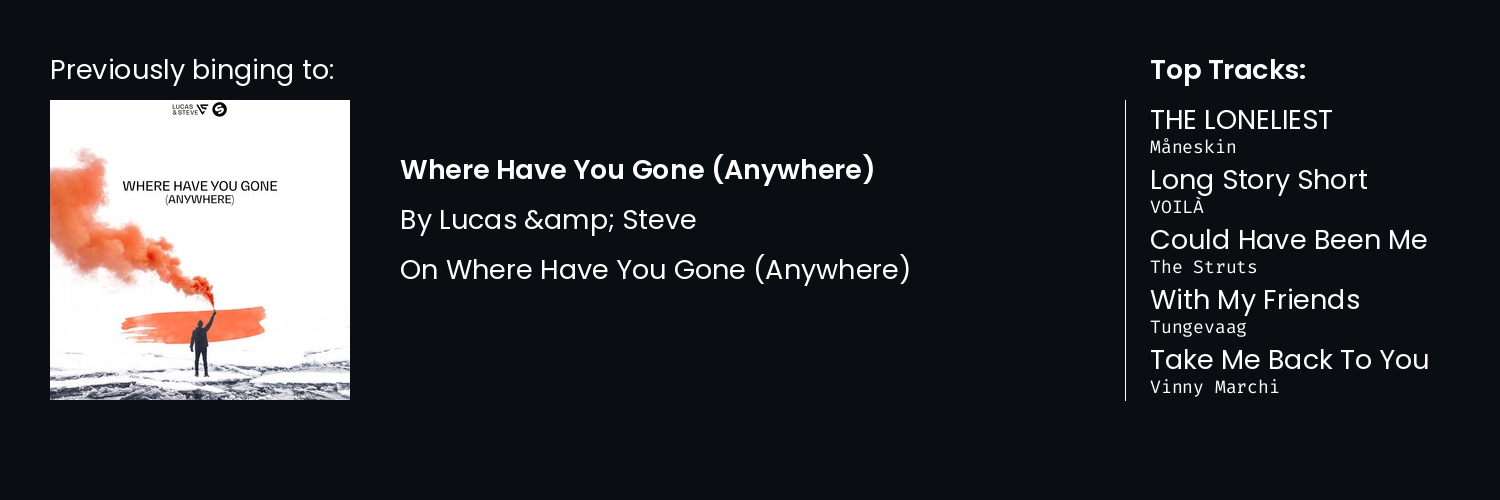 Previously binging to:
LUCAS
& STEVE
WHERE HAVE YOU GONE
(ANYWHERE)
Where Have You Gone (Anywhere)
By Lucas &amp; Steve
On Where Have You Gone (Anywhere)
Top Tracks:
THE LONELIEST
Måneskin
Long Story Short
VOILÀ
Could Have Been Me
The Struts
With My Friends
Tungevaag
Take Me Back To You
Vinny Marchi